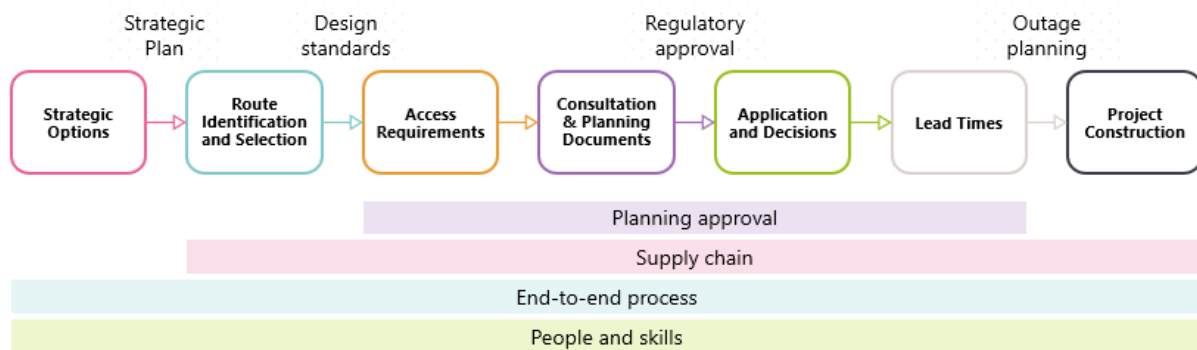 Strategic
Plan
Design
standards
Regulatory
approval
Outage
planning
Strategic
Options
Route
Identification
and Selection
Access
Requirements
Consultation
& Planning
Documents
Application
and Decisions
Lead Times
Project
Construction
Planning approval
Supply chain
End-to-end process
People and skills